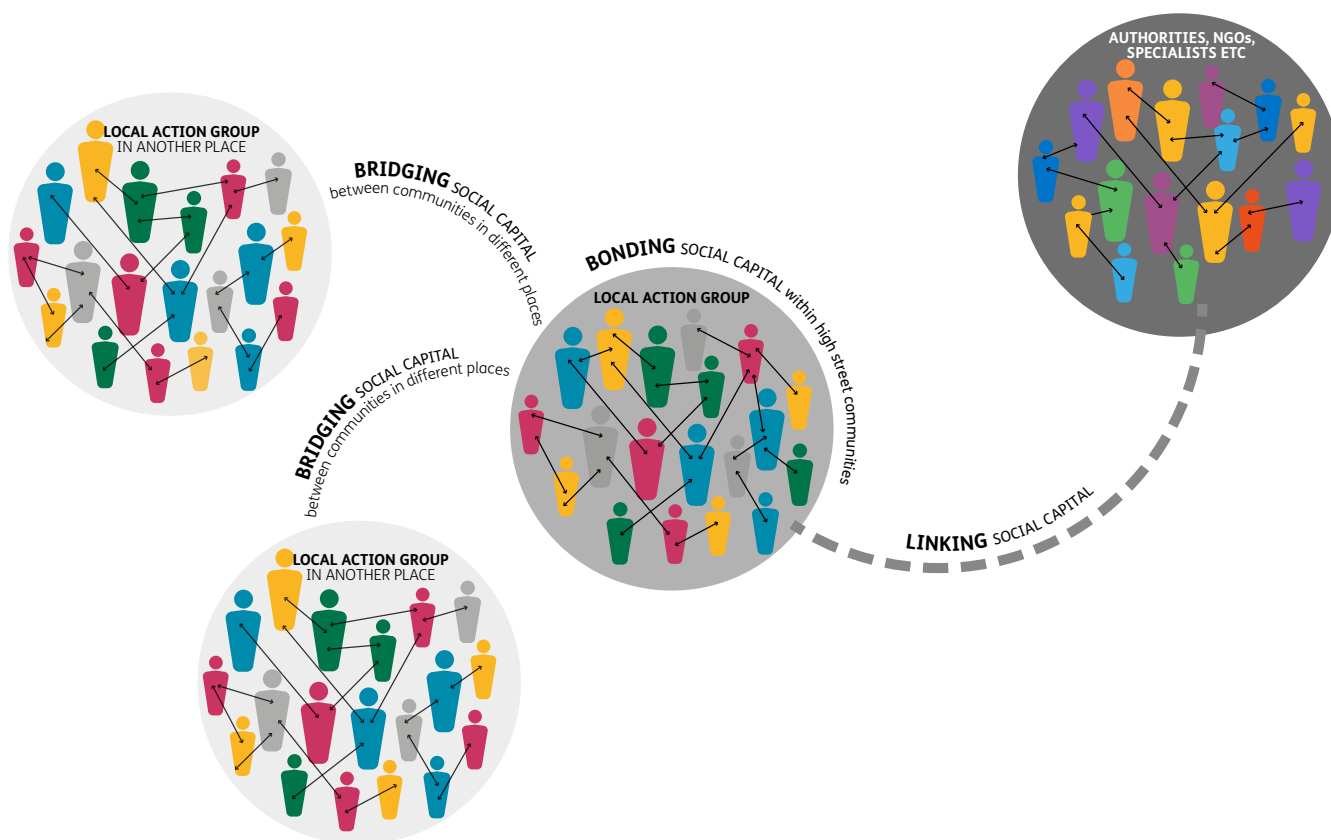 AUTHORITIES, NGOs,
SPECIALISTS ETC
LOCAL ACTION GROUP
IN ANOTHER PLACE
BRIDGING SOCIAL CAPITAL
between communities in different places
BONDING SOCIAL CAPITAL within high street communities
LOCAL ACTION GROUP
BRIDGING SOCIAL CAPITAL
between communities in different places
LINKING SOCIAL CAPITAL
LOCAL ACTION GROUP
IN ANOTHER PLACE